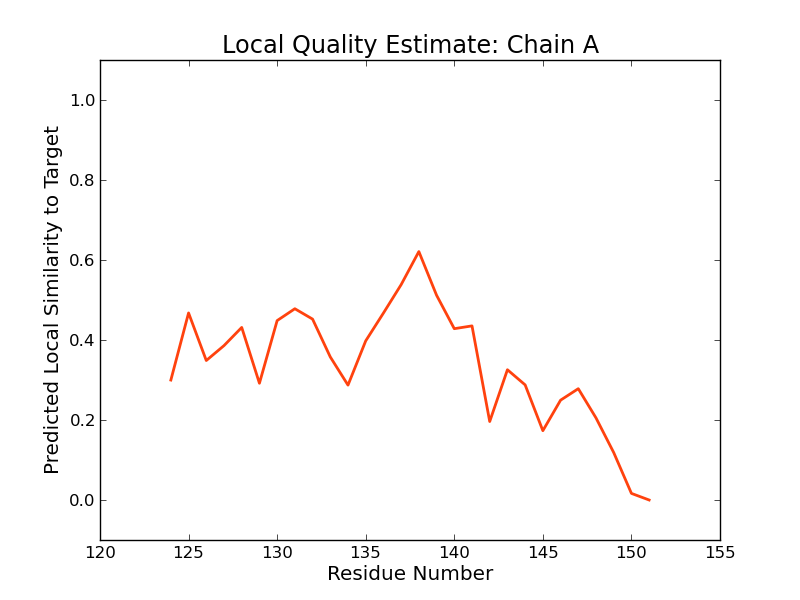 Local Quality Estimate: Chain A
Predicted Local Similarity to Target
1.0
0.8
0.6
0.4
0.2
0.0
120 125 130 135 140 145 150 155
Residue Number